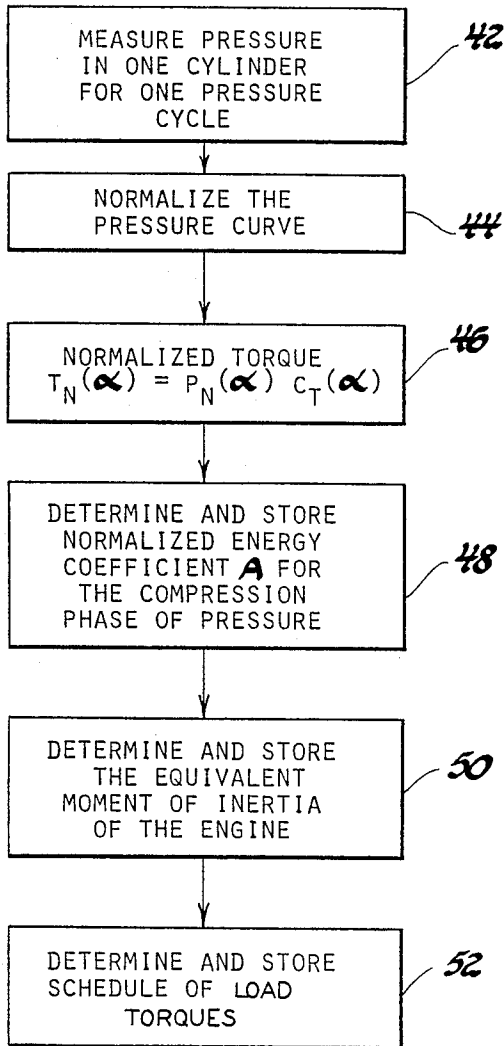 MEASURE PRESSURE
IN ONE CYLINDER
FOR ONE PRESSURE
CYCLE
42
NORMALIZE THE
PRESSURE CURVE
44
NORMALIZED TORQUE
T_N(α) = P_N(α) C_T(α)
46
DETERMINE AND STORE
NORMALIZED ENERGY
COEFFICIENT A FOR
THE COMPRESSION
PHASE OF PRESSURE
48
DETERMINE AND STORE
THE EQUIVALENT
MOMENT OF INERTIA
OF THE ENGINE
50
DETERMINE AND STORE
SCHEDULE OF LOAD
TORQUES
52